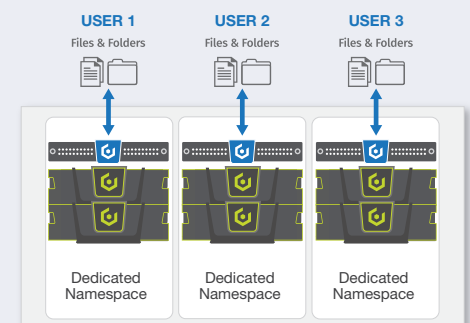 USER 1
USER 2
USER 3
Files & Folders
Files & Folders
Files & Folders
Dedicated
Namespace
Dedicated
Namespace
Dedicated
Namespace